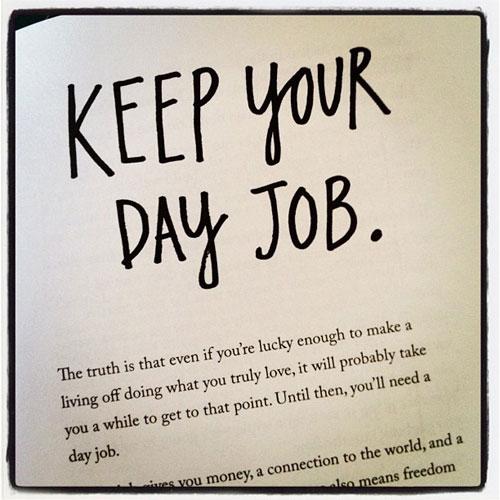 KEEP YOUR
DAY JOB.
The truth is that even if you're lucky enough to make a
living off doing what you truly love, it will probably take
you a while to get to that point. Until then, you'll need a
day job.
gives you money, a connection to the world, and a
also means freedom